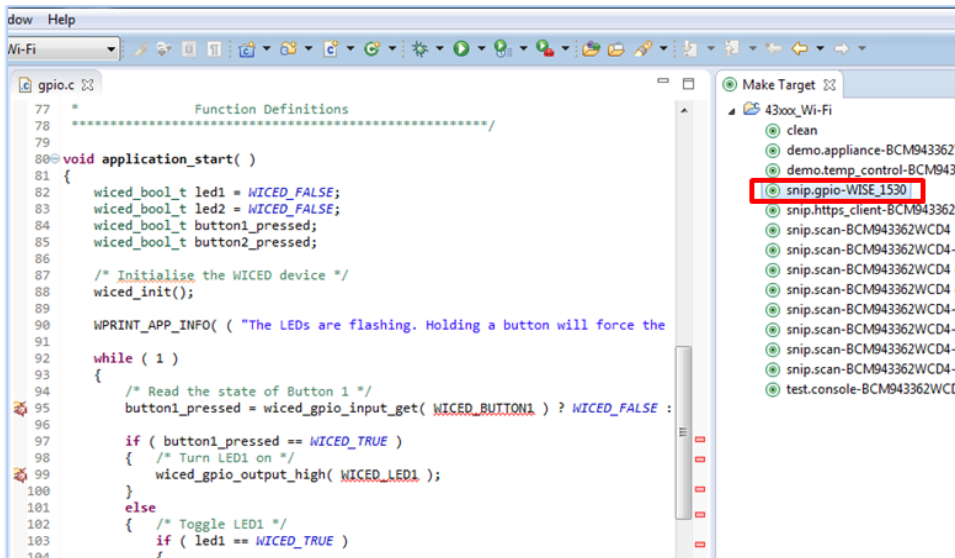 dow Help
Wi-Fi
gpio.c
77 * Function Definitions
78 ******************************************************/
79
80 void application_start( )
81 {
82 wiced_bool_t led1 = WICED_FALSE;
83 wiced_bool_t led2 = WICED_FALSE;
84 wiced_bool_t button1_pressed;
85 wiced_bool_t button2_pressed;
86
87 /* Initialise the WICED device */
88 wiced_init();
89
90 WPRINT_APP_INFO( ( "The LEDs are flashing. Holding a button will force the
91
92 while ( 1 )
93 {
94 /* Read the state of Button 1 */
95 button1_pressed = wiced_gpio_input_get( WICED_BUTTON1 ) ? WICED_FALSE :
96
97 if ( button1_pressed == WICED_TRUE )
98 { /* Turn LED1 on */
99 wiced_gpio_output_high( WICED_LED1 );
100 }
101 else
102 { /* Toggle LED1 */
103 if ( led1 == WICED_TRUE )
104 {
Make Target
43xxx_Wi-Fi
clean
demo.appliance-BCM943362
demo.temp_control-BCM943
snip.gpio-WISE_1530
snip.https_client-BCM943362
snip.scan-BCM943362WCD4
snip.scan-BCM943362WCD4-
snip.scan-BCM943362WCD4
snip.scan-BCM943362WCD4
snip.scan-BCM943362WCD4-
snip.scan-BCM943362WCD4-
snip.scan-BCM943362WCD4-
snip.scan-BCM943362WCD4-
test.console-BCM943362WCD